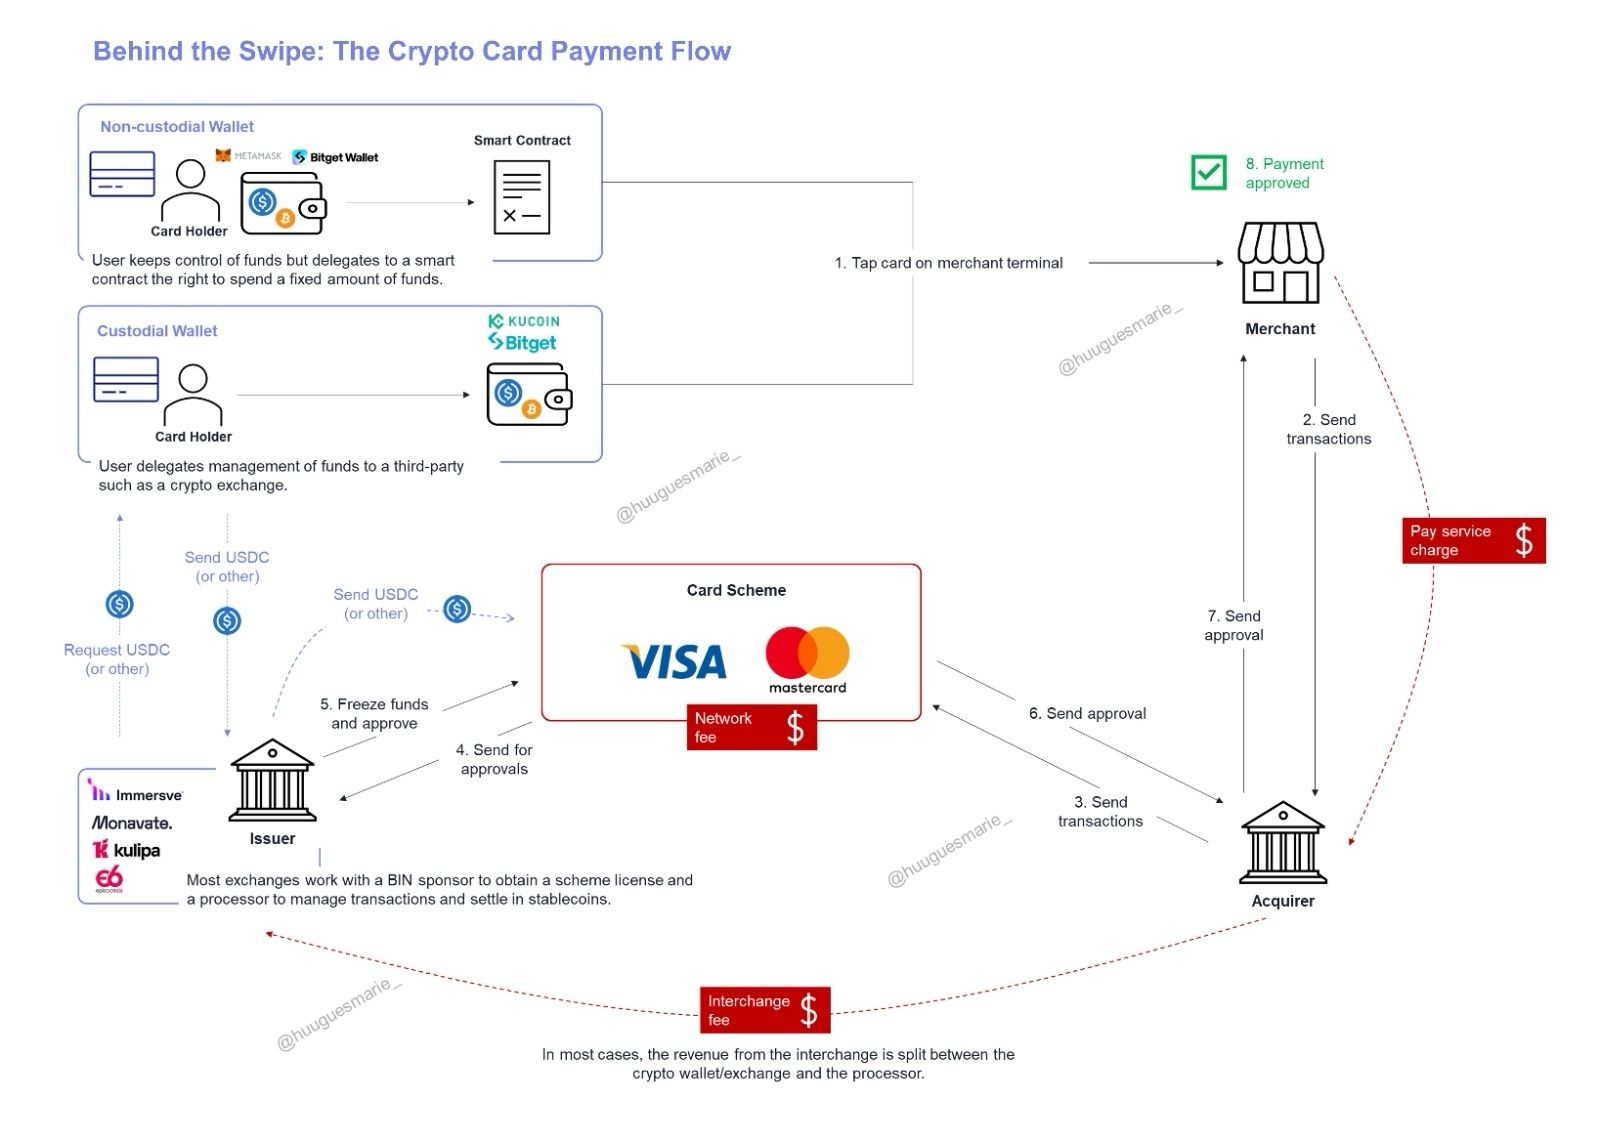 Behind the Swipe: The Crypto Card Payment Flow
Non-custodial Wallet
METAMASK
Bitget Wallet
Smart Contract
Card Holder
User keeps control of funds but delegates to a smart
contract the right to spend a fixed amount of funds.
Custodial Wallet
KUCOIN
Bitget
Card Holder
User delegates management of funds to a third-party
such as a crypto exchange.
1. Tap card on merchant terminal
8. Payment
approved
Merchant
@huuguesmarie_
2. Send
transactions
@huuguesmarie_
Pay service
charge
$
Send USDC
(or other)
Request USDC
(or other)
Send USDC
(or other)
Card Scheme
VISA
mastercard
Network
fee
$
7. Send
approval
5. Freeze funds
and approve
4. Send for
approvals
6. Send approval
3. Send
transactions
@huuguesmarie_
Immersve
Monavate.
kulipa
E6
episodesix
Issuer
Most exchanges work with a BIN sponsor to obtain a scheme license and
a processor to manage transactions and settle in stablecoins.
Acquirer
@huuguesmarie_
Interchange
fee
$
In most cases, the revenue from the interchange is split between the
crypto wallet/exchange and the processor.